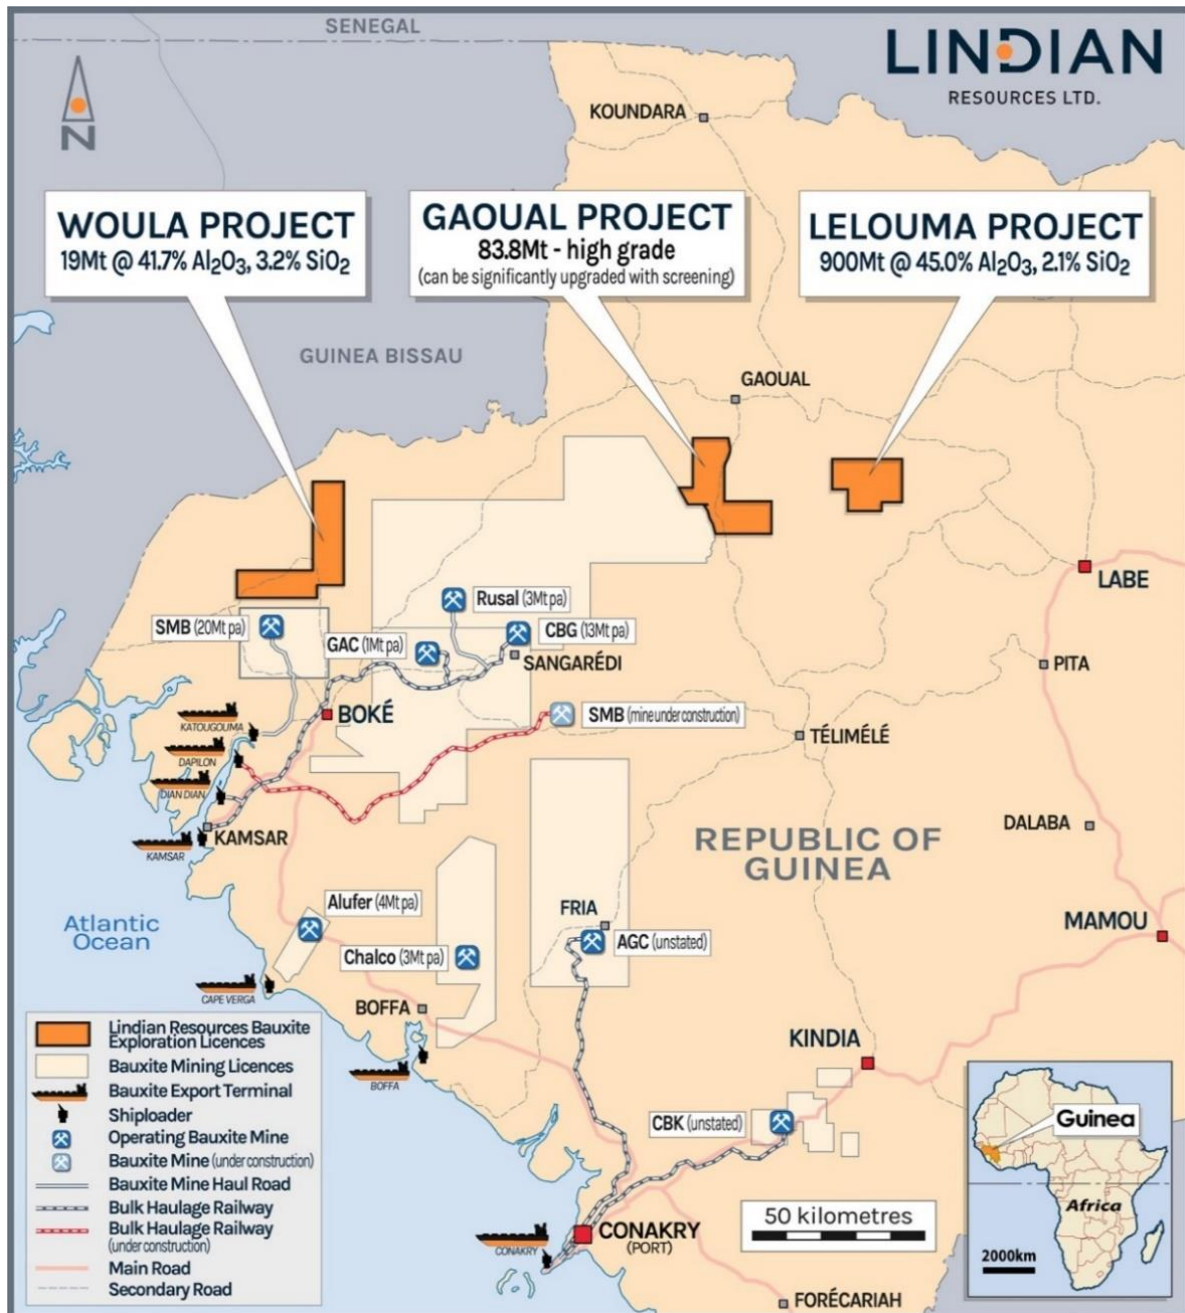 SENEGAL
LINDIAN
RESOURCES LTD.
N
KOUNDARA
WOULA PROJECT
19Mt @ 41.7% Al₂O₃, 3.2% SiO₂
GAOUAL PROJECT
83.8Mt - high grade
(can be significantly upgraded with screening)
LELOUMA PROJECT
900Mt @ 45.0% Al₂O₃, 2.1% SiO₂
GUINEA BISSAU
GAOUAL
LABE
Rusal (3Mt pa)
SMB (20Mt pa)
CBG (13Mt pa)
GAC (1Mt pa)
SANGARÉDI
PITA
BOKÉ
SMB (mine under construction)
KATOUGOUMA
TÉLIMÉLÉ
DAPILON
DIAN DIAN
KAMSAR
KAMSAR
DALABA
REPUBLIC OF
GUINEA
Alufer (4Mt pa)
FRIA
MAMOU
Atlantic
Ocean
Chalco (3Mt pa)
AGC (unstated)
CAPE VERGA
BOFFA
KINDIA
BOFFA
CBK (unstated)
Lindian Resources Bauxite
Exploration Licences
Bauxite Mining Licences
Bauxite Export Terminal
Shiploader
Operating Bauxite Mine
Bauxite Mine (under construction)
Bauxite Mine Haul Road
Bulk Haulage Railway
Bulk Haulage Railway
(under construction)
Main Road
Secondary Road
CONAKRY
CONAKRY
(PORT)
50 kilometres
FORÉCARIAH
Guinea
Africa
2000km